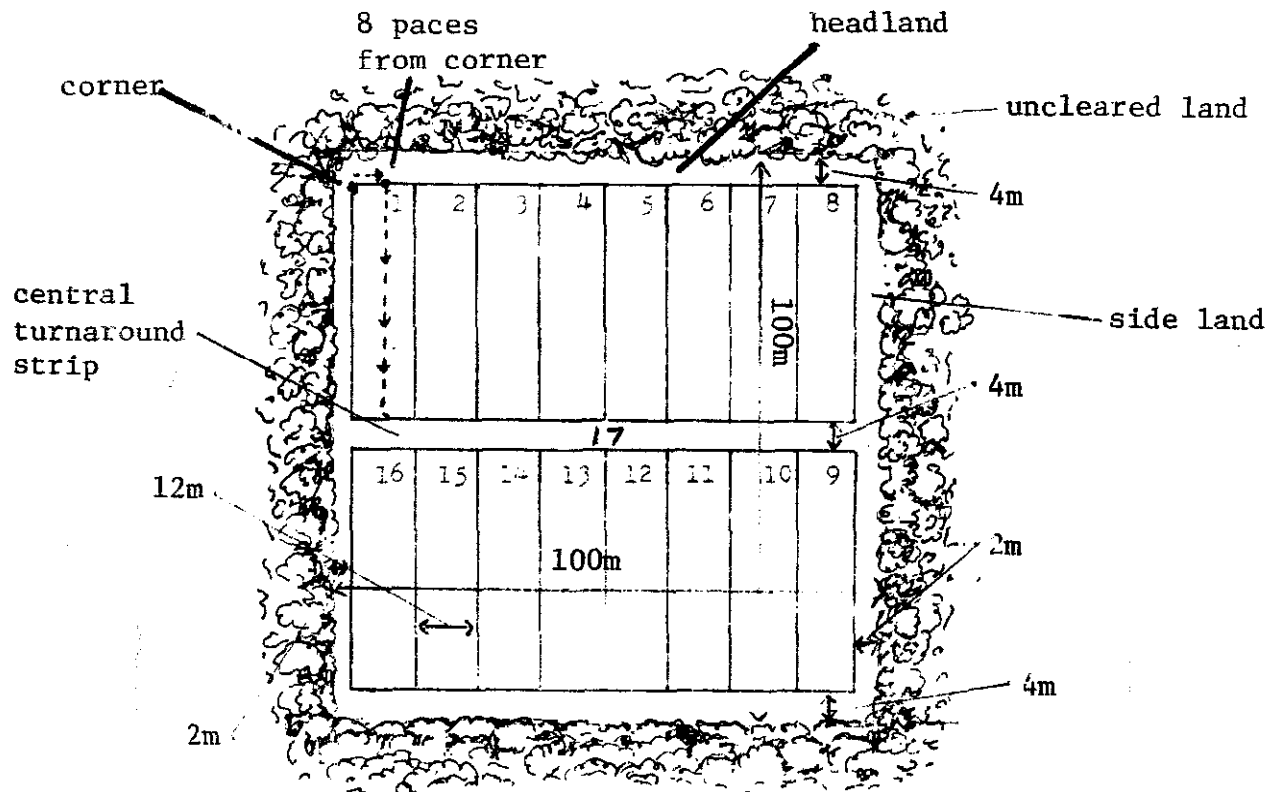 8 paces
from corner
headland
corner
uncleared land
4m
1 2 3 4 5 6 7 8
100m
central
turnaround
strip
side land
4m
17
16 15 14 13 12 11 10 9
12m
100m
2m
4m
2m